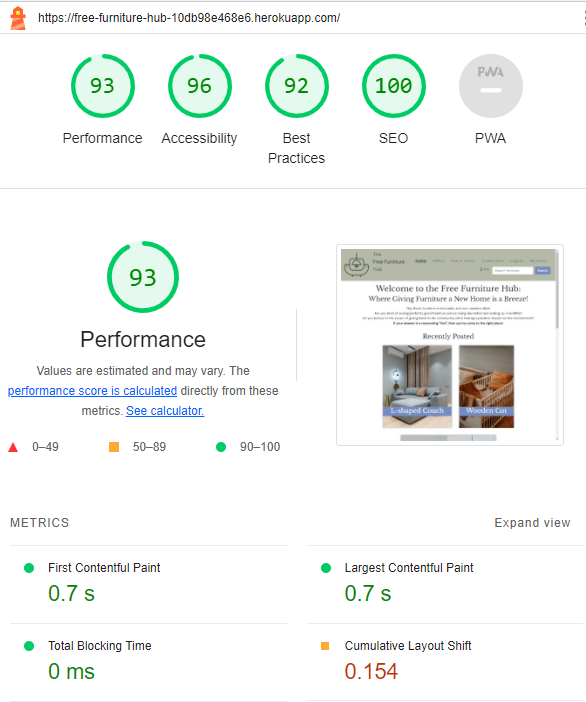 https://free-furniture-hub-10db98e468e6.herokuapp.com/
93
96
92
100
PWA
Performance
Accessibility
Best
Practices
SEO
PWA
93
Performance
Values are estimated and may vary. The
performance score is calculated directly from these
metrics. See calculator.
0–49
50–89
90–100
The
Free Furniture
Hub
Home
Welcome to the Free Furniture Hub:
Where Giving Furniture a New Home is a Breeze!
Recently Posted
L-shaped Couch
Wooden Cot
METRICS
Expand view
First Contentful Paint
0.7 s
Largest Contentful Paint
0.7 s
Total Blocking Time
0 ms
Cumulative Layout Shift
0.154